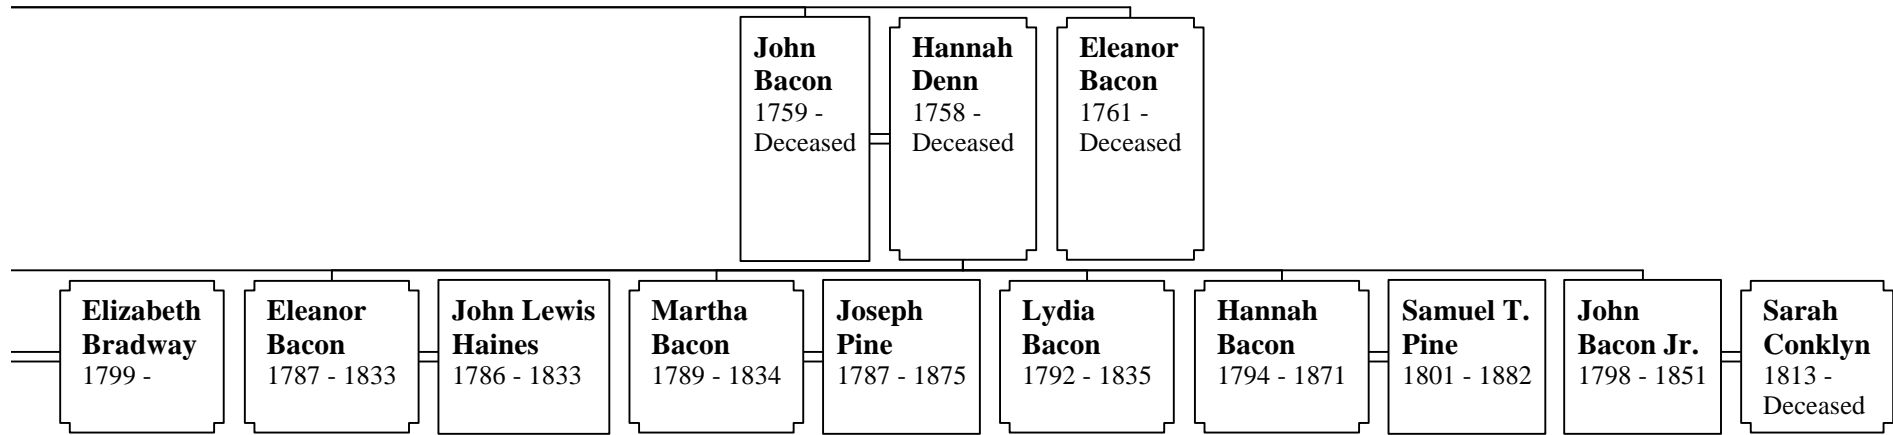 John
Bacon
1759 -
Deceased
Hannah
Denn
1758 -
Deceased
Eleanor
Bacon
1761 -
Deceased
Elizabeth
Bradway
1799 -
Eleanor
Bacon
1787 - 1833
John Lewis
Haines
1786 - 1833
Martha
Bacon
1789 - 1834
Joseph
Pine
1787 - 1875
Lydia
Bacon
1792 - 1835
Hannah
Bacon
1794 - 1871
Samuel T.
Pine
1801 - 1882
John
Bacon Jr.
1798 - 1851
Sarah
Conklyn
1813 -
Deceased